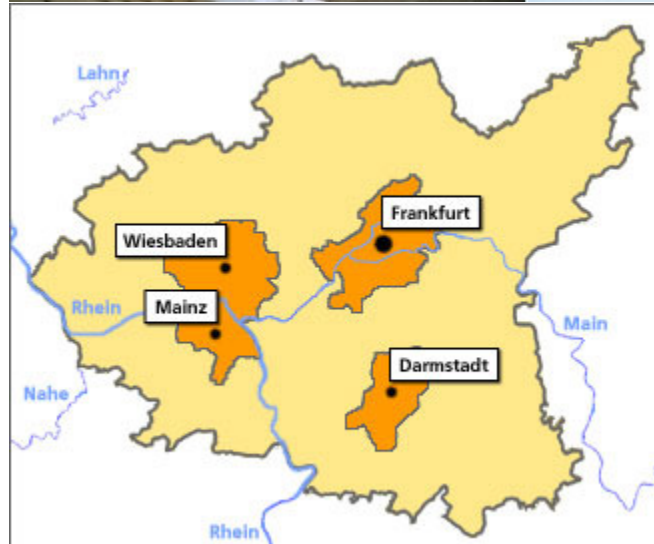 Lahn
Frankfurt
Wiesbaden
Rhein
Mainz
Main
Darmstadt
Nahe
Rhein